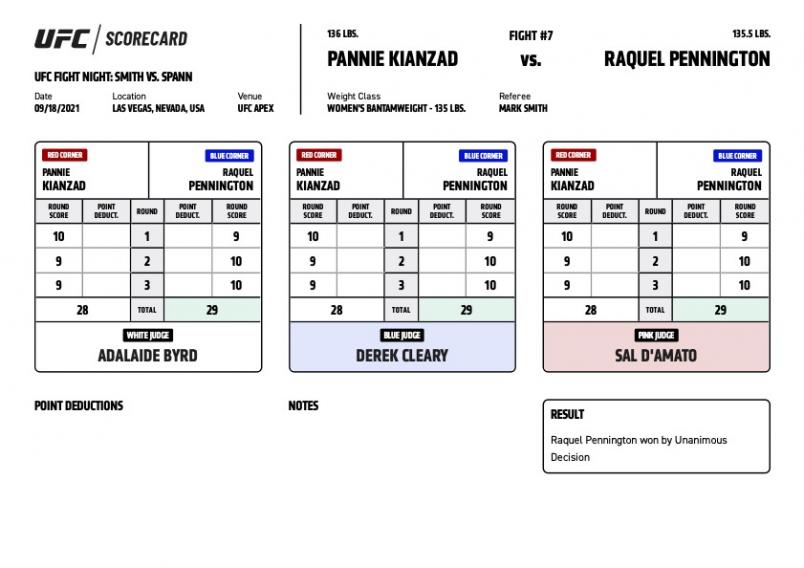 UFC / SCORECARD
UFC FIGHT NIGHT: SMITH VS. SPANN
Date Location Venue
09/18/2021 LAS VEGAS, NEVADA, USA UFC APEX
136 LBS. FIGHT #7 135.5 LBS.
PANNIE KIANZAD vs. RAQUEL PENNINGTON
Weight Class Referee
WOMEN'S BANTAMWEIGHT - 135 LBS. MARK SMITH
RED CORNER BLUE CORNER
PANNIE RAQUEL
KIANZAD PENNINGTON
ROUND POINT ROUND POINT ROUND
SCORE DEDUCT. DEDUCT. SCORE
10 1 9
9 2 10
9 3 10
28 TOTAL 29
WHITE JUDGE
ADALAIDE BYRD
RED CORNER BLUE CORNER
PANNIE RAQUEL
KIANZAD PENNINGTON
ROUND POINT ROUND POINT ROUND
SCORE DEDUCT. DEDUCT. SCORE
10 1 9
9 2 10
9 3 10
28 TOTAL 29
BLUE JUDGE
DEREK CLEARY
RED CORNER BLUE CORNER
PANNIE RAQUEL
KIANZAD PENNINGTON
ROUND POINT ROUND POINT ROUND
SCORE DEDUCT. DEDUCT. SCORE
10 1 9
9 2 10
9 3 10
28 TOTAL 29
PINK JUDGE
SAL D'AMATO
POINT DEDUCTIONS
NOTES
RESULT
Raquel Pennington won by Unanimous
Decision